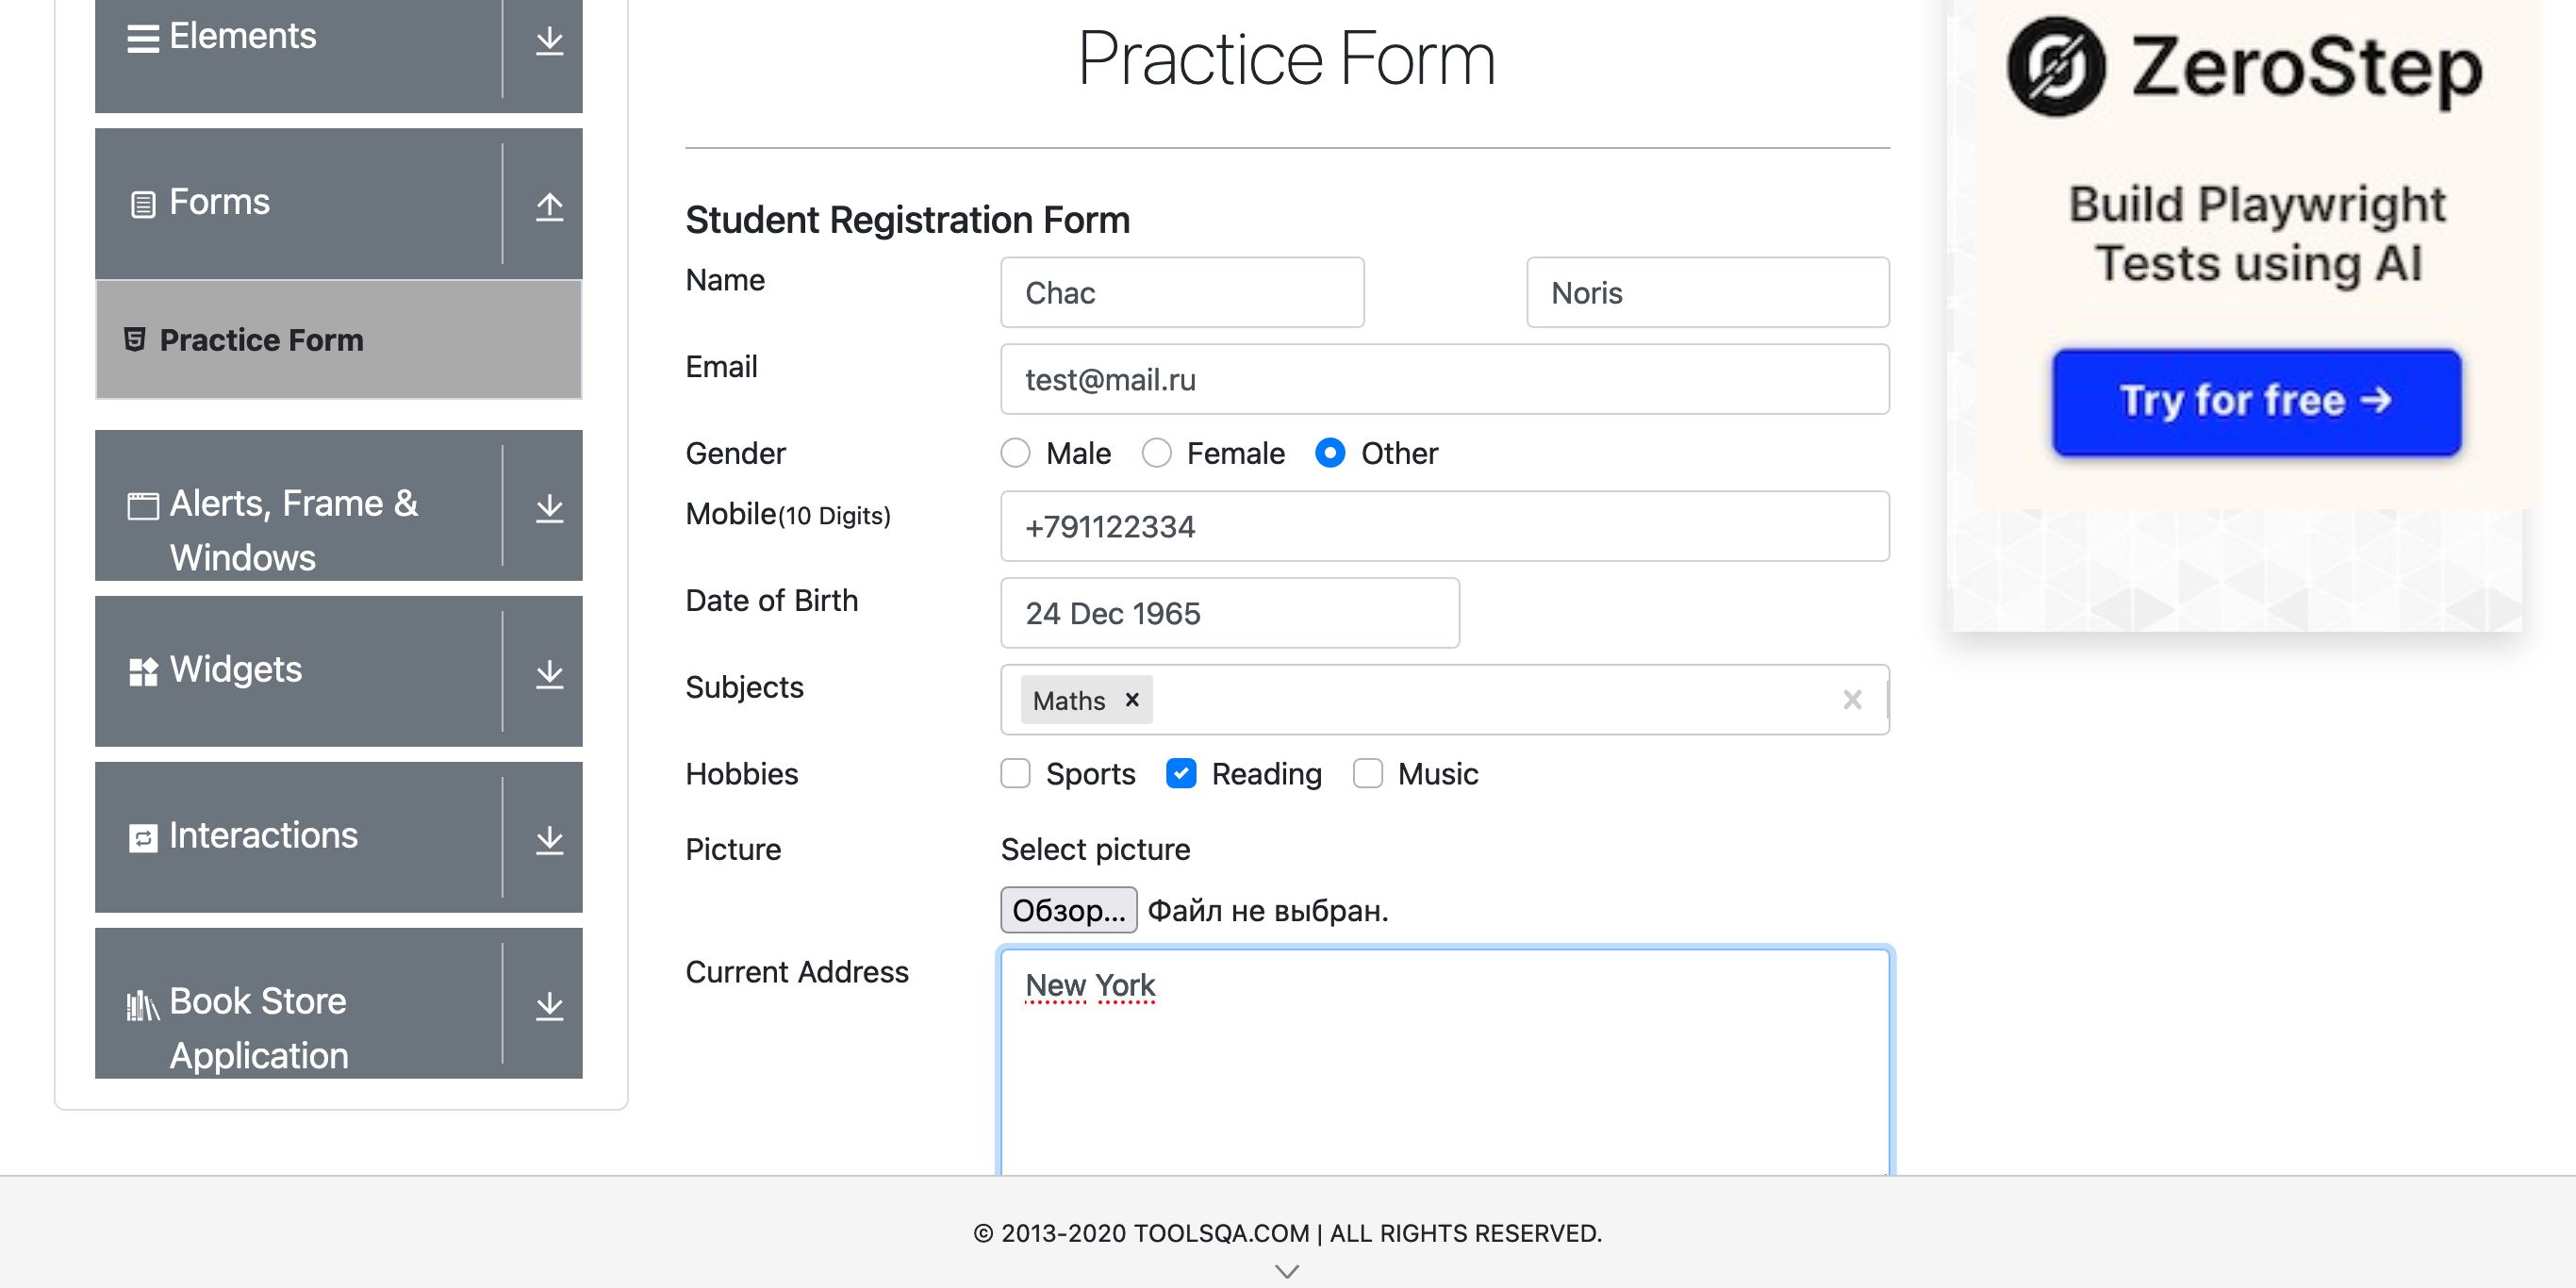 Elements
Forms
Practice Form
Alerts, Frame &
Windows
Widgets
Interactions
Book Store
Application
Practice Form
Student Registration Form
Name Chac Noris
Email test@mail.ru
Gender Male Female Other
Mobile(10 Digits) +791122334
Date of Birth 24 Dec 1965
Subjects Maths
Hobbies Sports Reading Music
Picture Select picture
Обзор... Файл не выбран.
Current Address New York
ZeroStep
Build Playwright
Tests using AI
Try for free →
© 2013-2020 TOOLSQA.COM | ALL RIGHTS RESERVED.